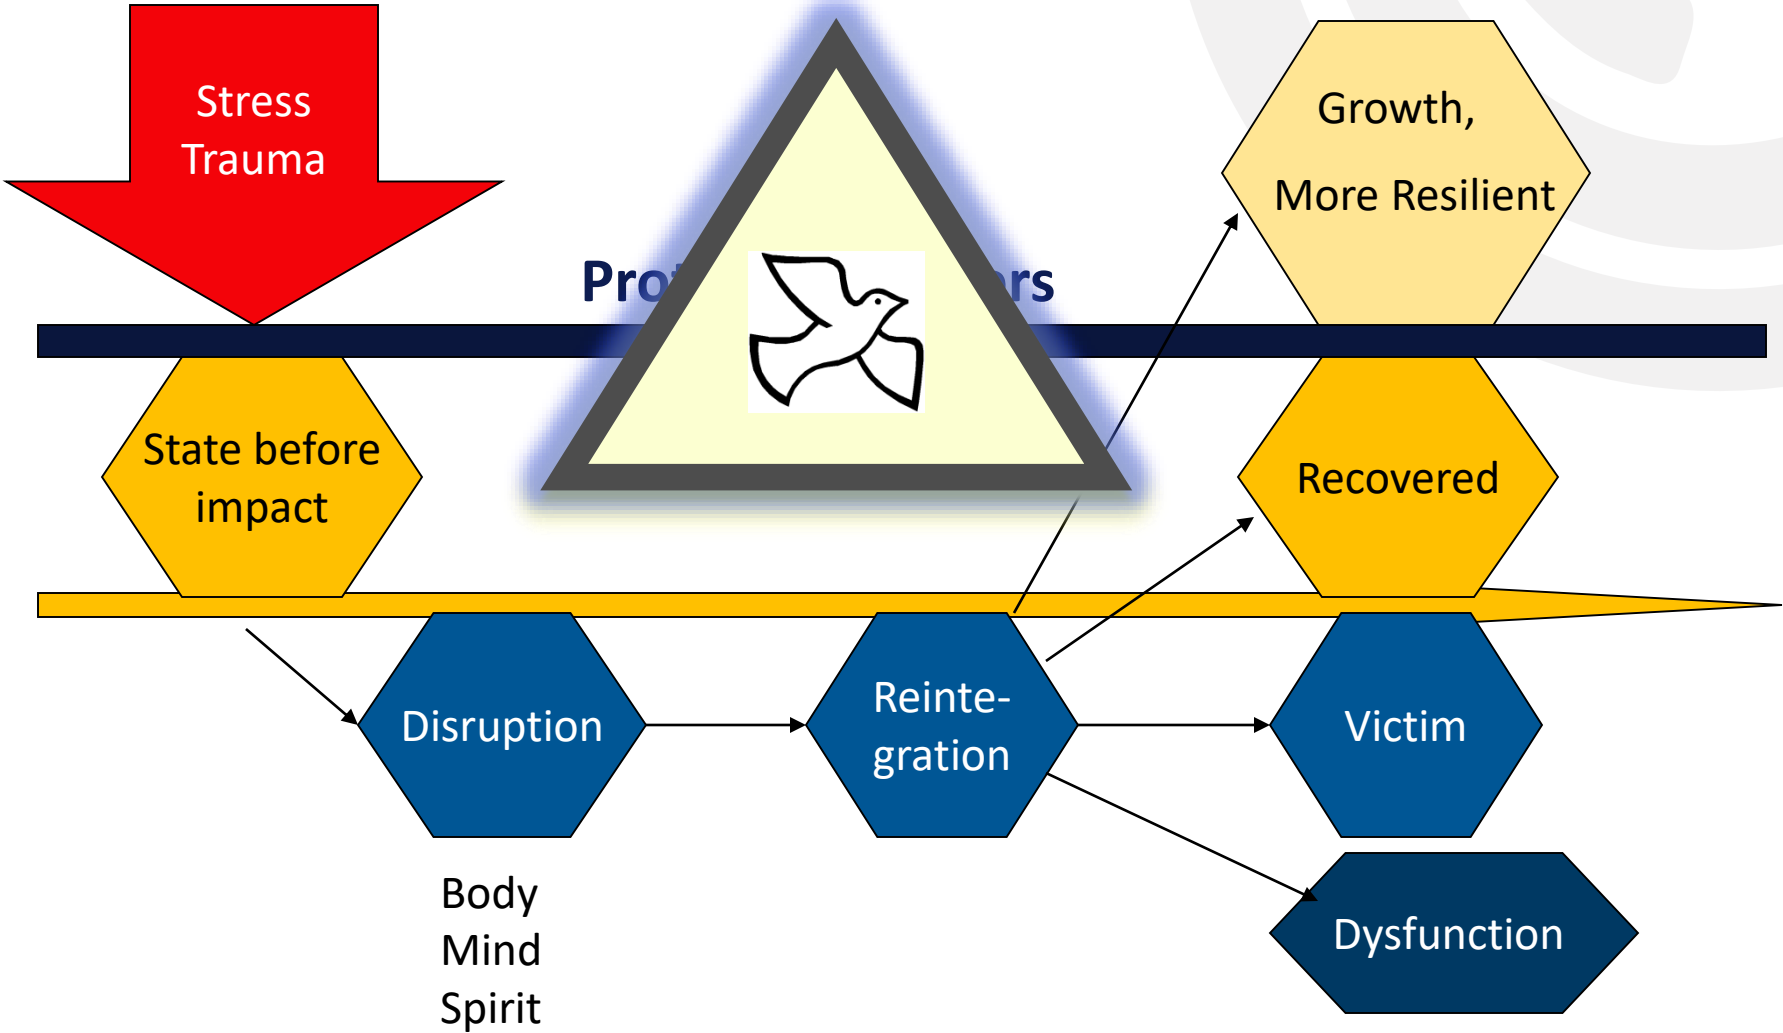 Stress
Trauma
Growth,
More Resilient
State before
impact
Recovered
Disruption
Reinte-
gration
Victim
Body
Mind
Spirit
Dysfunction